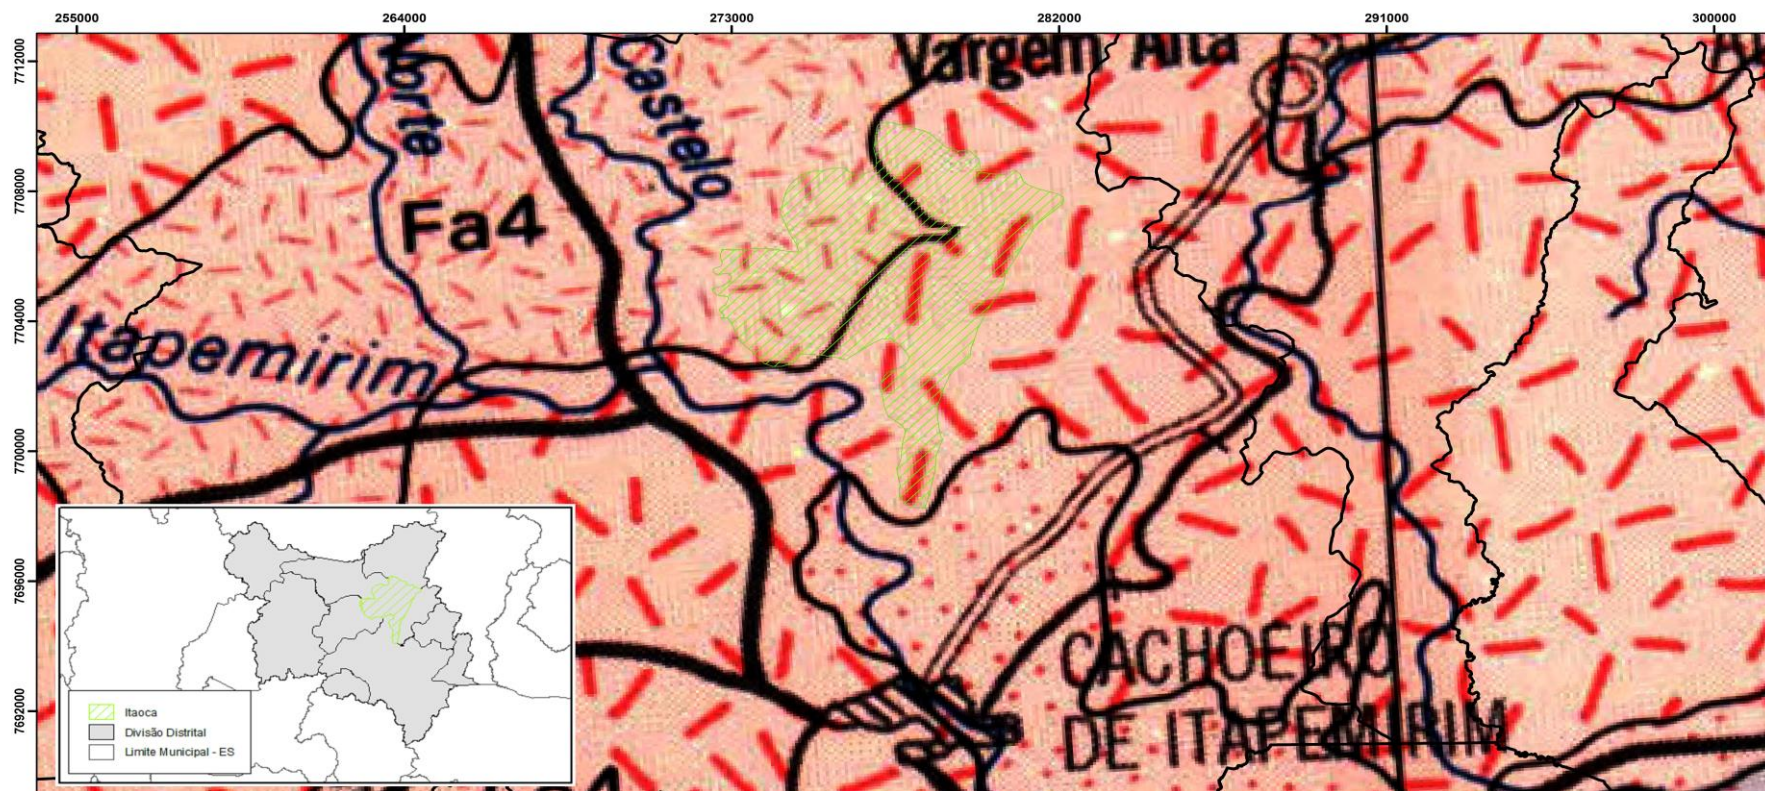 255000 264000 273000 282000 291000 300000
7712000
7708000
7704000
7700000
7696000
7692000
Vargem Alta
Norte
Castelo
Fa4
Itapemirim
CACHOEIRO
DE ITAPEMIRIM
Itaoca
Divisão Distrital
Limite Municipal - ES